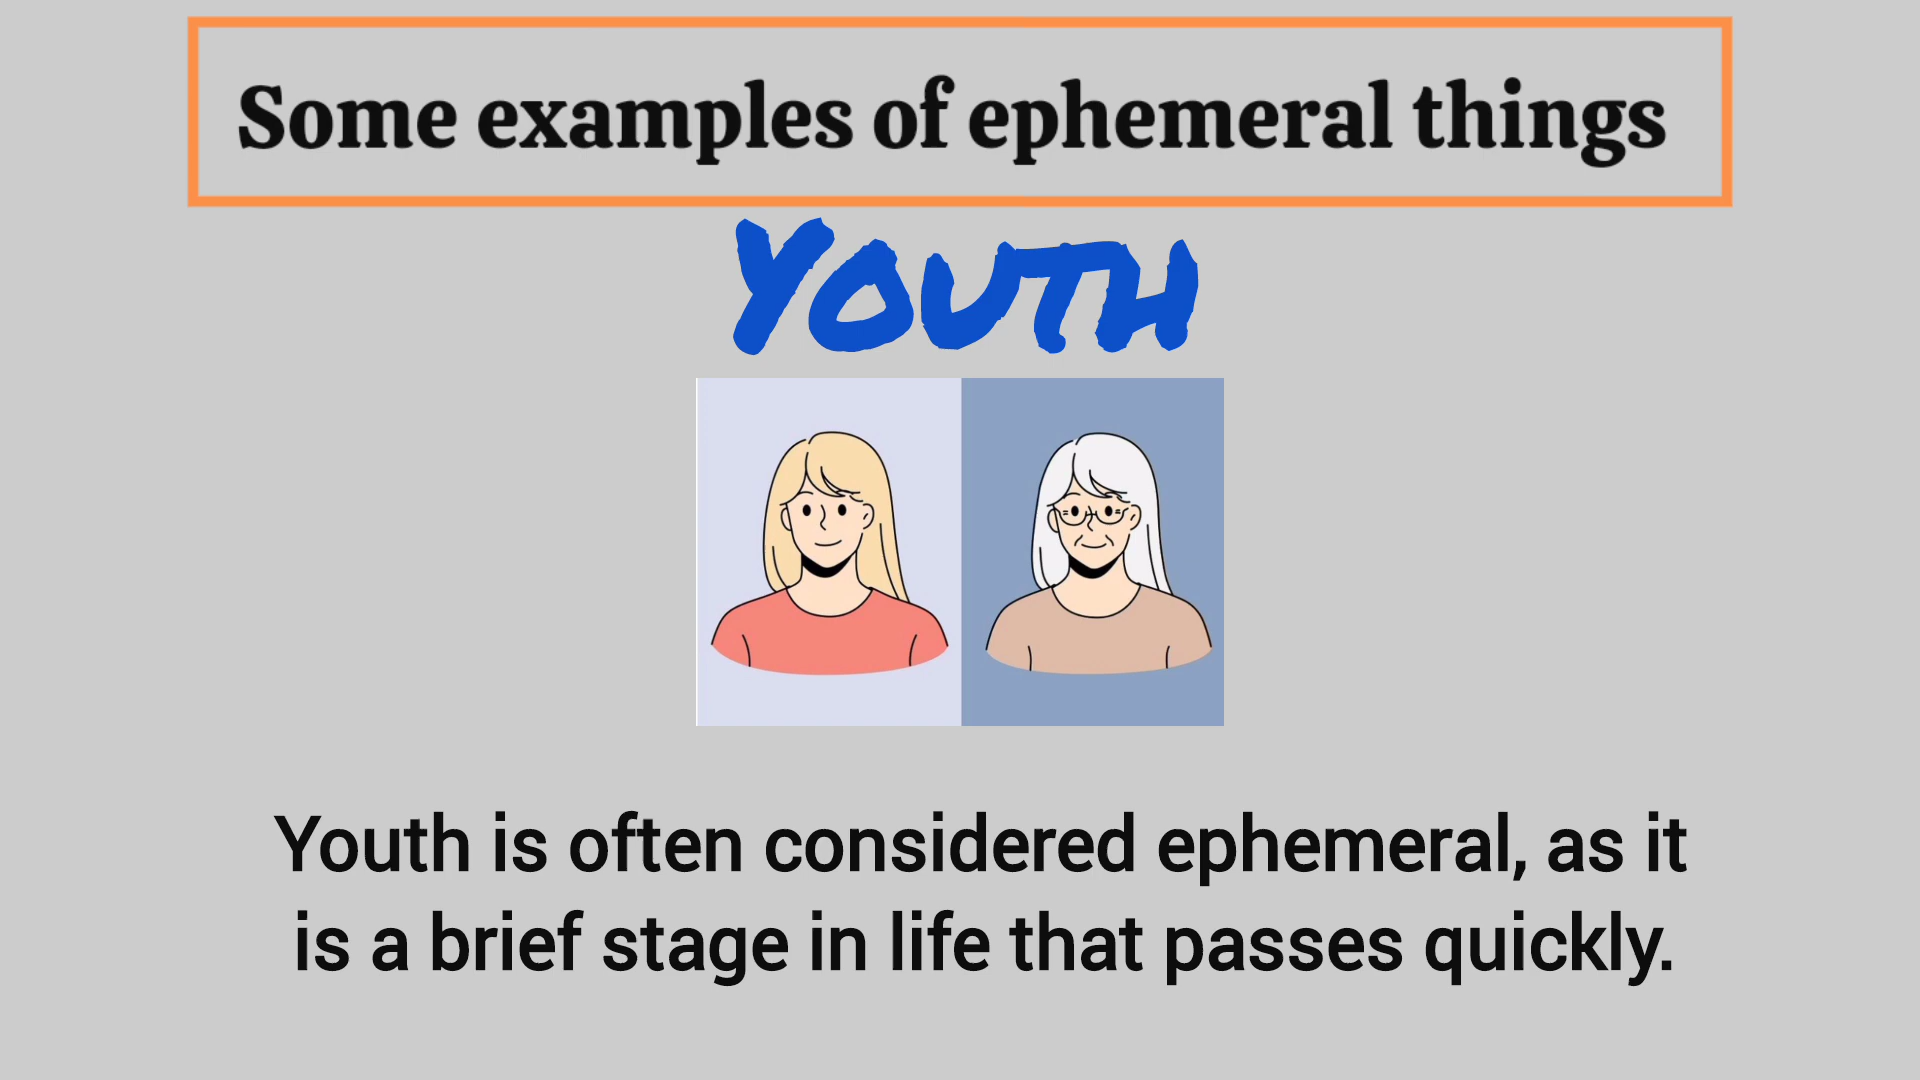 Some examples of ephemeral things
Youth
Youth is often considered ephemeral, as it
is a brief stage in life that passes quickly.